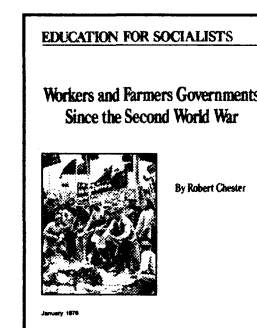 EDUCATION FOR SOCIALISTS
Workers and Farmers Governments
Since the Second World War
By Robert Chester
January 1978